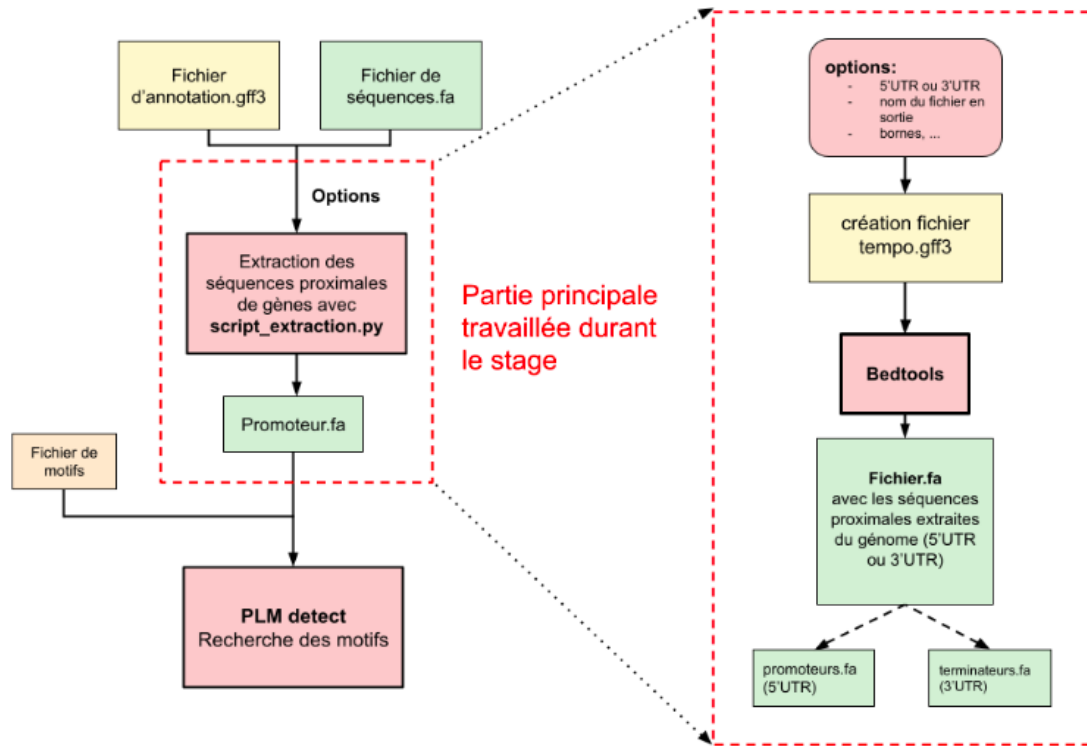 Fichier
d'annotation.gff3
Fichier de
séquences.fa
Options
Extraction des
séquences proximales
de gènes avec
script_extraction.py
Promoteur.fa
Fichier de
motifs
PLM detect
Recherche des motifs
Partie principale
travaillée durant
le stage
options:
- 5'UTR ou 3'UTR
- nom du fichier en
sortie
- bornes, ...
création fichier
tempo.gff3
Bedtools
Fichier.fa
avec les séquences
proximales extraites
du génome (5'UTR
ou 3'UTR)
promoteurs.fa
(5'UTR)
terminateurs.fa
(3'UTR)